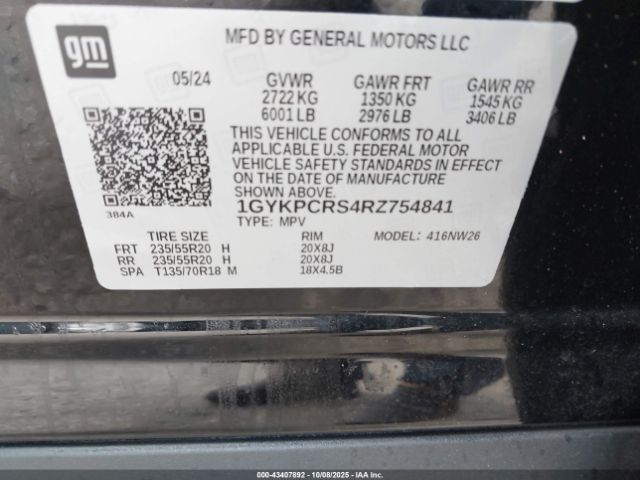 gm
MFD BY GENERAL MOTORS LLC
05/24 GVWR GAWR FRT GAWR RR
2722 KG 1350 KG 1545 KG
6001 LB 2976 LB 3406 LB
THIS VEHICLE CONFORMS TO ALL
APPLICABLE U.S. FEDERAL MOTOR
VEHICLE SAFETY STANDARDS IN EFFECT
ON THE DATE OF MANUFACTURE
SHOWN ABOVE.
384A 1GYKPCRS4RZ754841
TYPE: MPV MODEL: 416NW26
TIRE SIZE RIM
FRT 235/55R20 H 20X8J
RR 235/55R20 H 20X8J
SPA T135/70R18 M 18X4.5B
000-43407892 10/08/2025 IAAI.COM